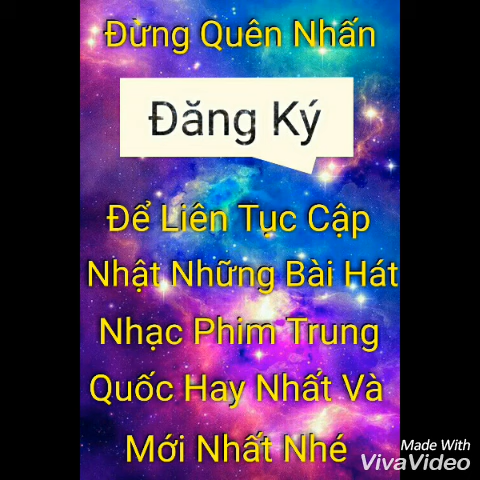 Đừng Quên Nhấn
Đăng Ký
Để Liên Tục Cập
Nhật Những Bài Hát
Nhạc Phim Trung
Quốc Hay Nhất Và
Mới Nhất Nhé
Made With
VivaVideo